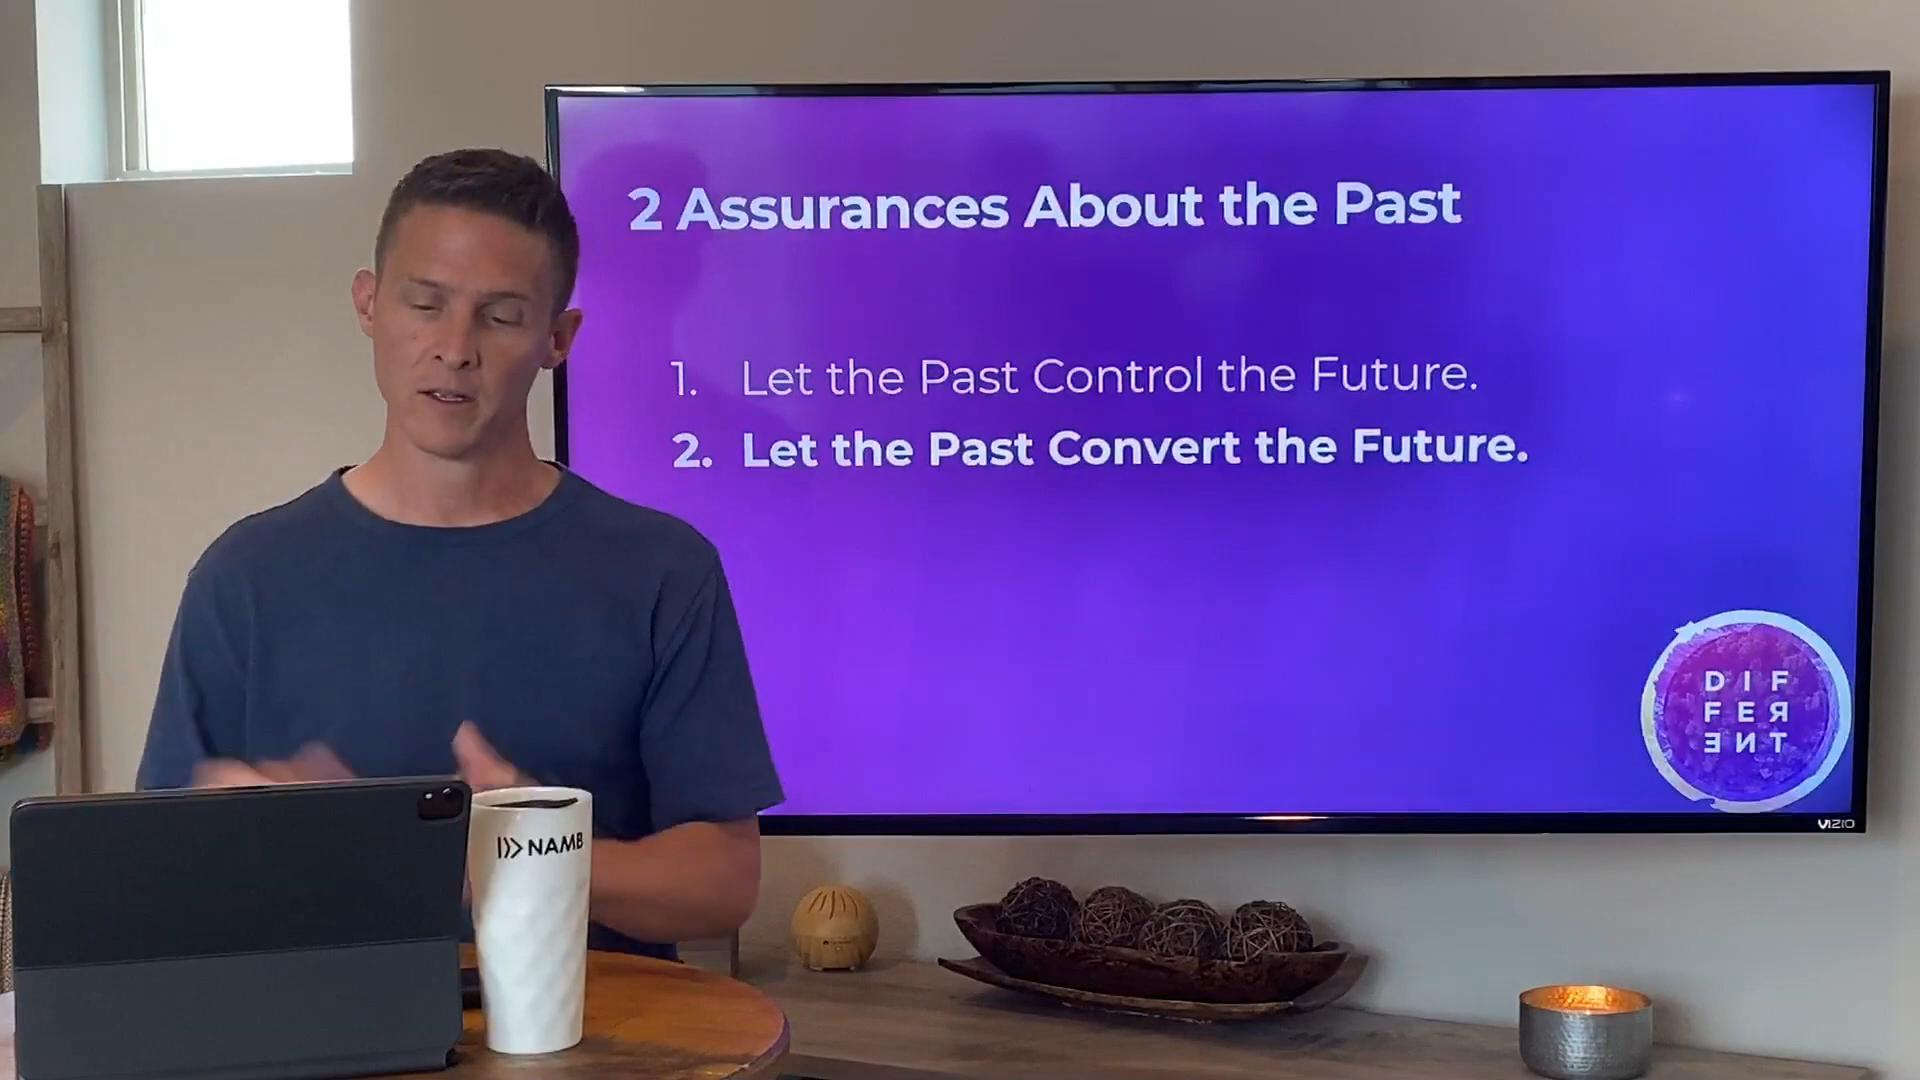 2 Assurances About the Past
1. Let the Past Control the Future.
2. Let the Past Convert the Future.
DIF
FEЯ
ƎИT
VIZIO
NAMB